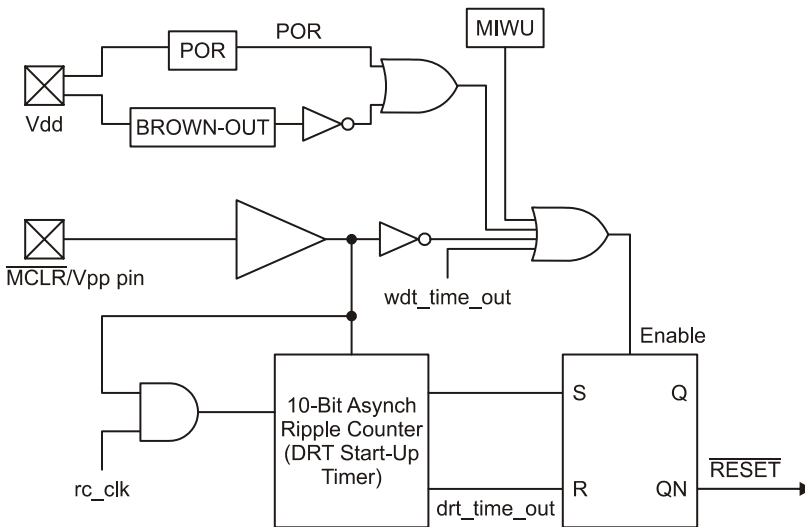 POR
MIWU
POR
Vdd
BROWN-OUT
MCLR/Vpp pin
wdt_time_out
Enable
10-Bit Asynch
Ripple Counter
(DRT Start-Up
Timer)
S
Q
RESET
rc_clk
drt_time_out
R
QN